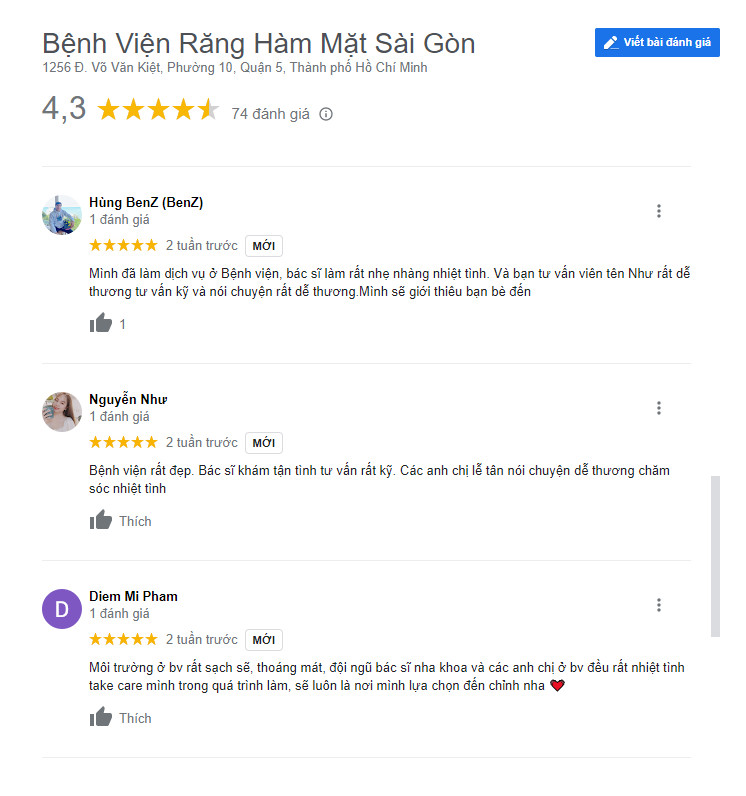 Bệnh Viện Răng Hàm Mặt Sài Gòn
Viết bài đánh giá
1256 Đ. Võ Văn Kiệt, Phường 10, Quận 5, Thành phố Hồ Chí Minh
4,3 74 đánh giá
Hùng BenZ (BenZ)
1 đánh giá
2 tuần trước MỚI
Mình đã làm dịch vụ ở Bệnh viện, bác sĩ làm rất nhẹ nhàng nhiệt tình. Và bạn tư vấn viên tên Như rất dễ
thương tư vấn kỹ và nói chuyện rất dễ thương.Mình sẽ giới thiêu bạn bè đến
1
Nguyễn Như
1 đánh giá
2 tuần trước MỚI
Bệnh viện rất đẹp. Bác sĩ khám tận tình tư vấn rất kỹ. Các anh chị lễ tân nói chuyện dễ thương chăm
sóc nhiệt tình
Thích
D
Diem Mi Pham
1 đánh giá
2 tuần trước MỚI
Môi trường ở bv rất sạch sẽ, thoáng mát, đội ngũ bác sĩ nha khoa và các anh chị ở bv đều rất nhiệt tình
take care mình trong quá trình làm, sẽ luôn là nơi mình lựa chọn đến chỉnh nha ❤
Thích